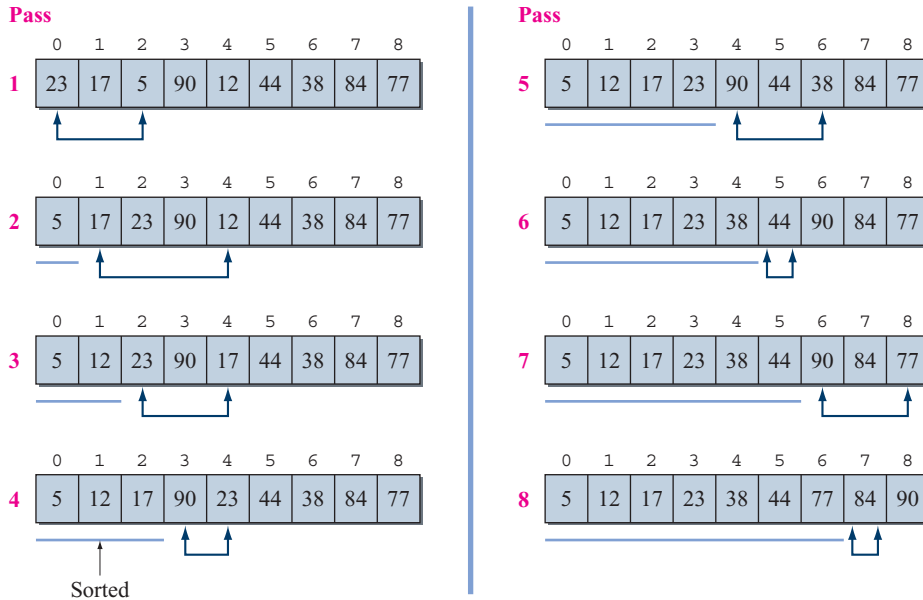 Pass
0 1 2 3 4 5 6 7 8
1 23 17 5 90 12 44 38 84 77
0 1 2 3 4 5 6 7 8
2 5 17 23 90 12 44 38 84 77
0 1 2 3 4 5 6 7 8
3 5 12 23 90 17 44 38 84 77
0 1 2 3 4 5 6 7 8
4 5 12 17 90 23 44 38 84 77
Sorted
Pass
0 1 2 3 4 5 6 7 8
5 5 12 17 23 90 44 38 84 77
0 1 2 3 4 5 6 7 8
6 5 12 17 23 38 44 90 84 77
0 1 2 3 4 5 6 7 8
7 5 12 17 23 38 44 90 84 77
0 1 2 3 4 5 6 7 8
8 5 12 17 23 38 44 77 84 90